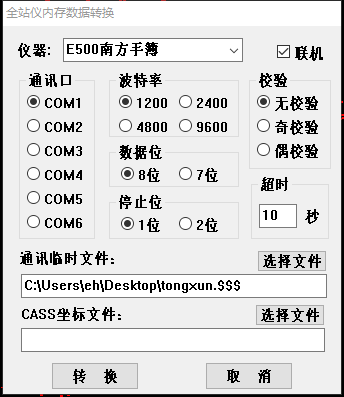 全站仪内存数据转换
仪器: E500南方手簿 联机
通讯口 波特率 校验
COM1 1200 2400 无校验
COM2 4800 9600 奇校验
COM3 数据位 偶校验
COM4 8位 7位 超时
COM5 停止位 10 秒
COM6 1位 2位
通讯临时文件: 选择文件
C:\Users\eh\Desktop\tongxun.$$$
CASS坐标文件: 选择文件
转 换 取 消